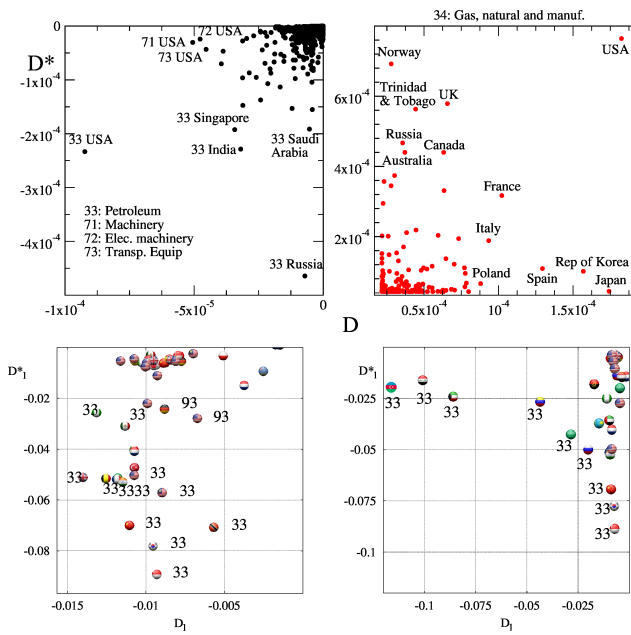 34: Gas, natural and manuf.
0
-1x10⁻⁴
-2x10⁻⁴
-3x10⁻⁴
-4x10⁻⁴
D*
72 USA
71 USA
73 USA
33 Singapore
33 USA
33 India
33 Saudi
Arabia
33: Petroleum
71: Machinery
72: Elec. machinery
73: Transp. Equip
33 Russia
-1x10⁻⁴
-5x10⁻⁵
0
6x10⁻⁴
4x10⁻⁴
2x10⁻⁴
Norway
USA
Trinidad
& Tobago
UK
Russia
Canada
Australia
France
Italy
Poland
Rep of Korea
Spain
Japan
0.5x10⁻⁴
1x10⁻⁴
1.5x10⁻⁴
D
D*I
-0.02
-0.04
-0.06
-0.08
33
33
93
93
33
33
3333
33
33
33
33
33
33
-0.015
-0.01
-0.005
DI
D*I
-0.025
-0.05
-0.075
-0.1
33
33
33
33
33
33
33
33
33
-0.1
-0.075
-0.05
-0.025
DI